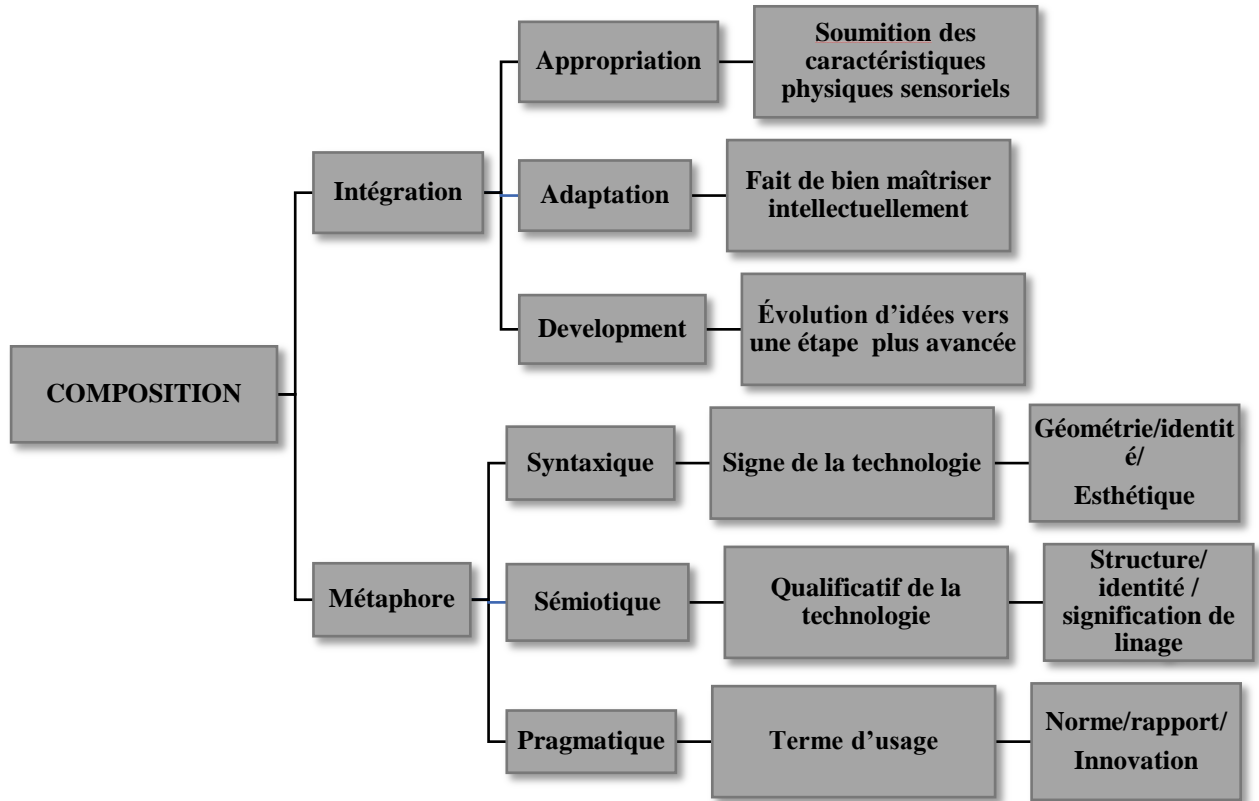 Appropriation
Soumition des
caractéristiques
physiques sensoriels
Intégration
Adaptation
Fait de bien maîtriser
intellectuellement
Development
Évolution d’idées vers
une étape plus avancée
COMPOSITION
Syntaxique
Signe de la technologie
Géométrie/identit
é/
Esthétique
Métaphore
Sémiotique
Qualificatif de la
technologie
Structure/
identité /
signification de
linage
Pragmatique
Terme d’usage
Norme/rapport/
Innovation